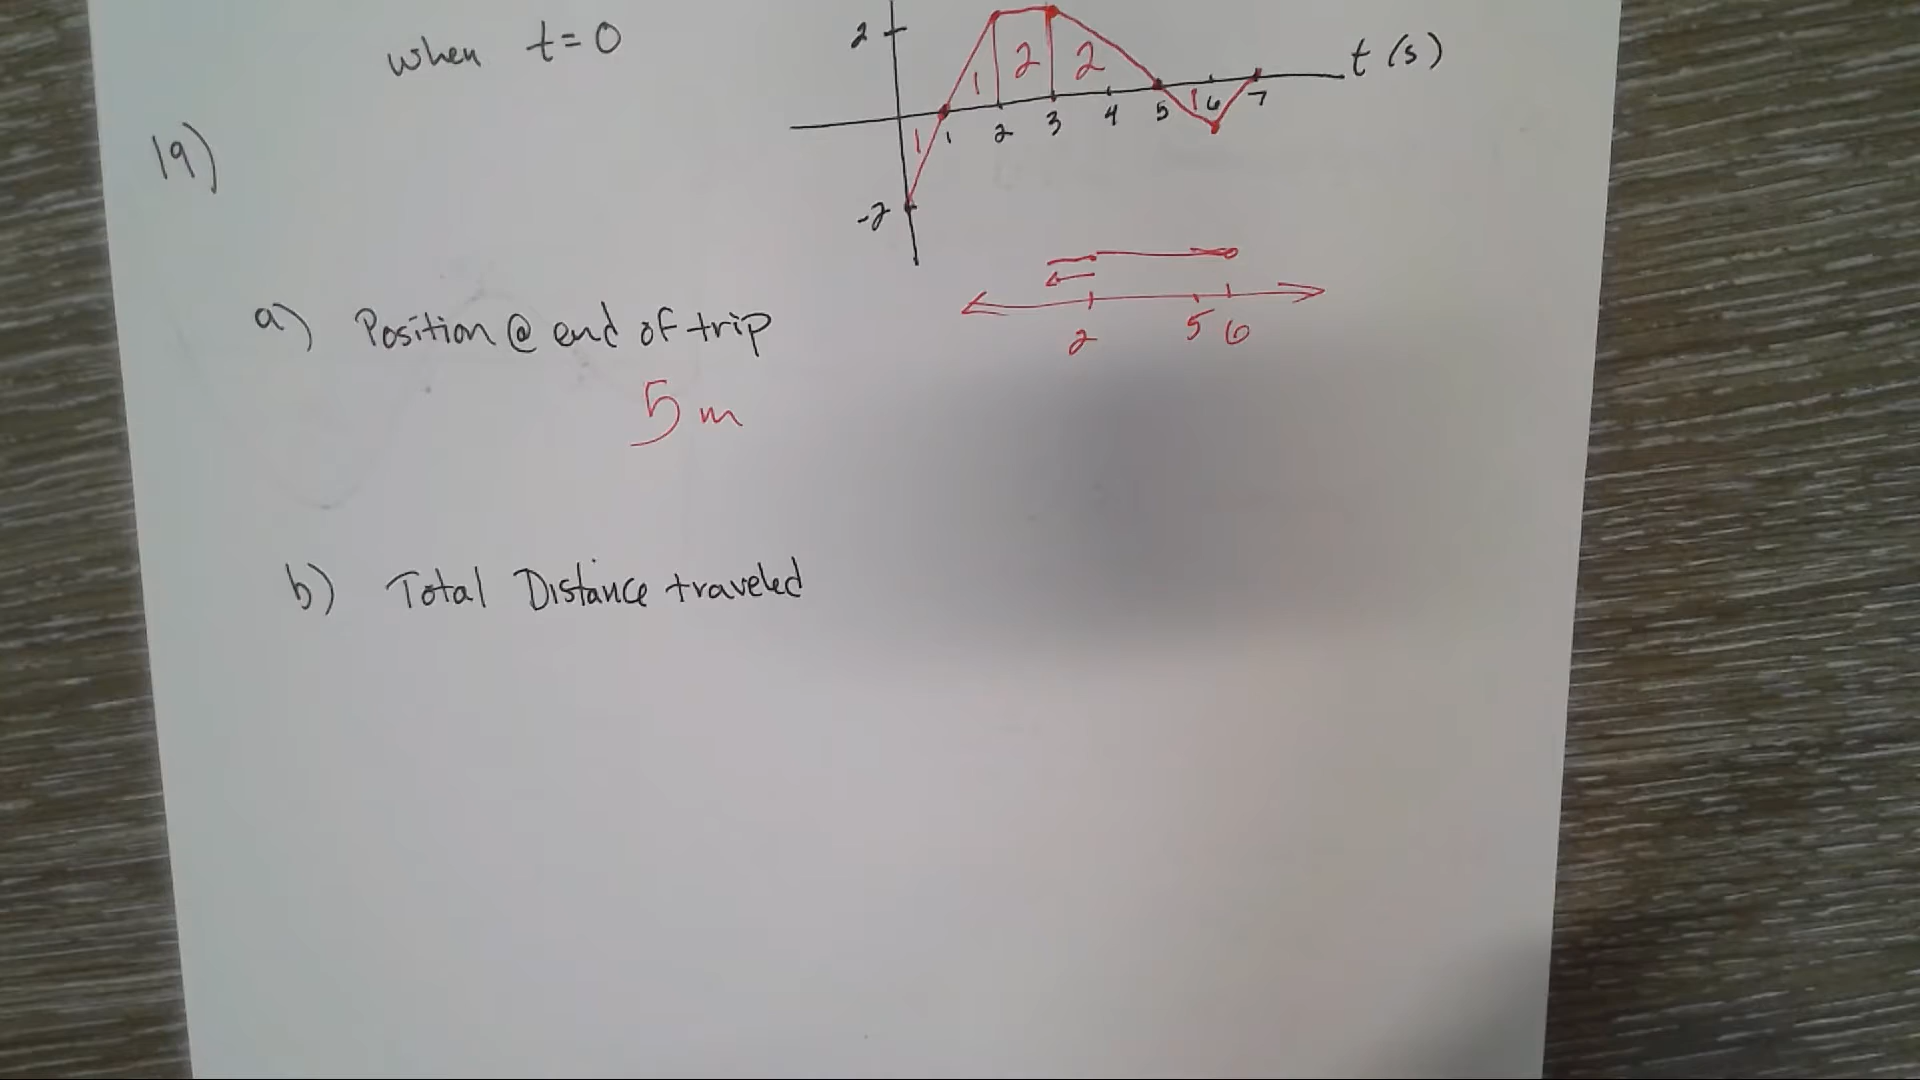 when t=0
2
t (s)
1 2 2
1 1 2 3 4 5 1 6 7
19)
-2
a) Position @ end of trip
2 5 6
5 m
b) Total Distance traveled